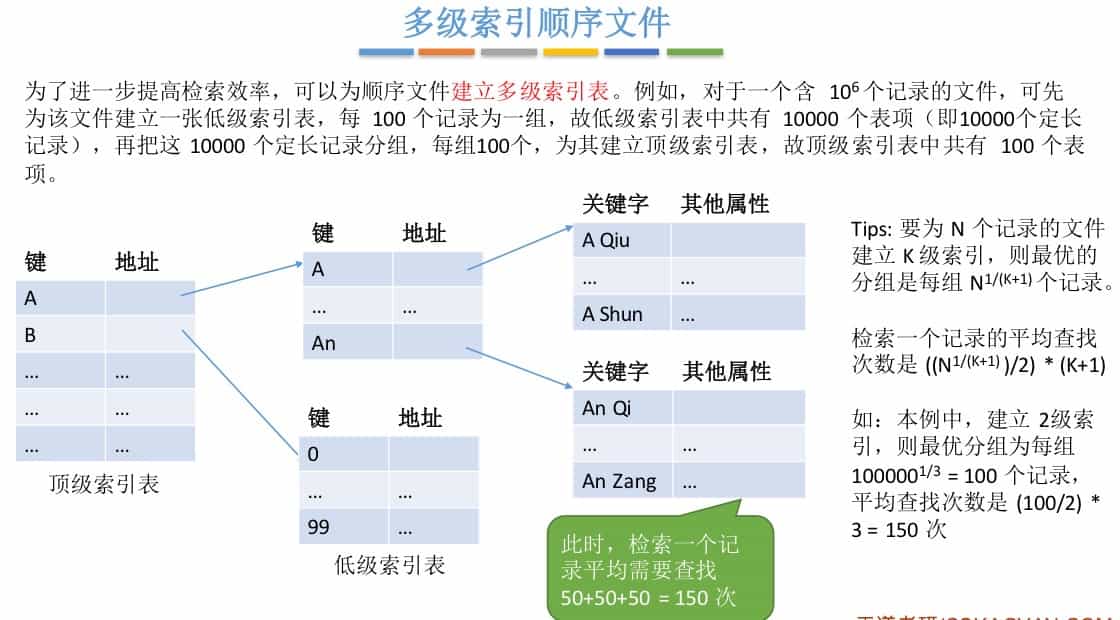 多级索引顺序文件
为了进一步提高检索效率，可以为顺序文件建立多级索引表。例如，对于一个含 10⁶ 个记录的文件，可先
为该文件建立一张低级索引表，每 100 个记录为一组，故低级索引表中共有 10000 个表项（即10000个定长
记录），再把这 10000 个定长记录分组，每组100个，为其建立顶级索引表，故顶级索引表中共有 100 个表
项。
键 地址
A
B
... ...
... ...
... ...
顶级索引表
键 地址
A
... ...
An
键 地址
0
... ...
99 ...
低级索引表
关键字 其他属性
A Qiu
... ...
A Shun ...
关键字 其他属性
An Qi
... ...
An Zang ...
此时，检索一个记
录平均需要查找
50+50+50 = 150 次
Tips: 要为 N 个记录的文件
建立 K 级索引，则最优的
分组是每组 N^1/(K+1) 个记录。
检索一个记录的平均查找
次数是 ((N^1/(K+1) )/2) * (K+1)
如：本例中，建立 2级索
引，则最优分组为每组
100000^1/3 = 100 个记录，
平均查找次数是 (100/2) *
3 = 150 次